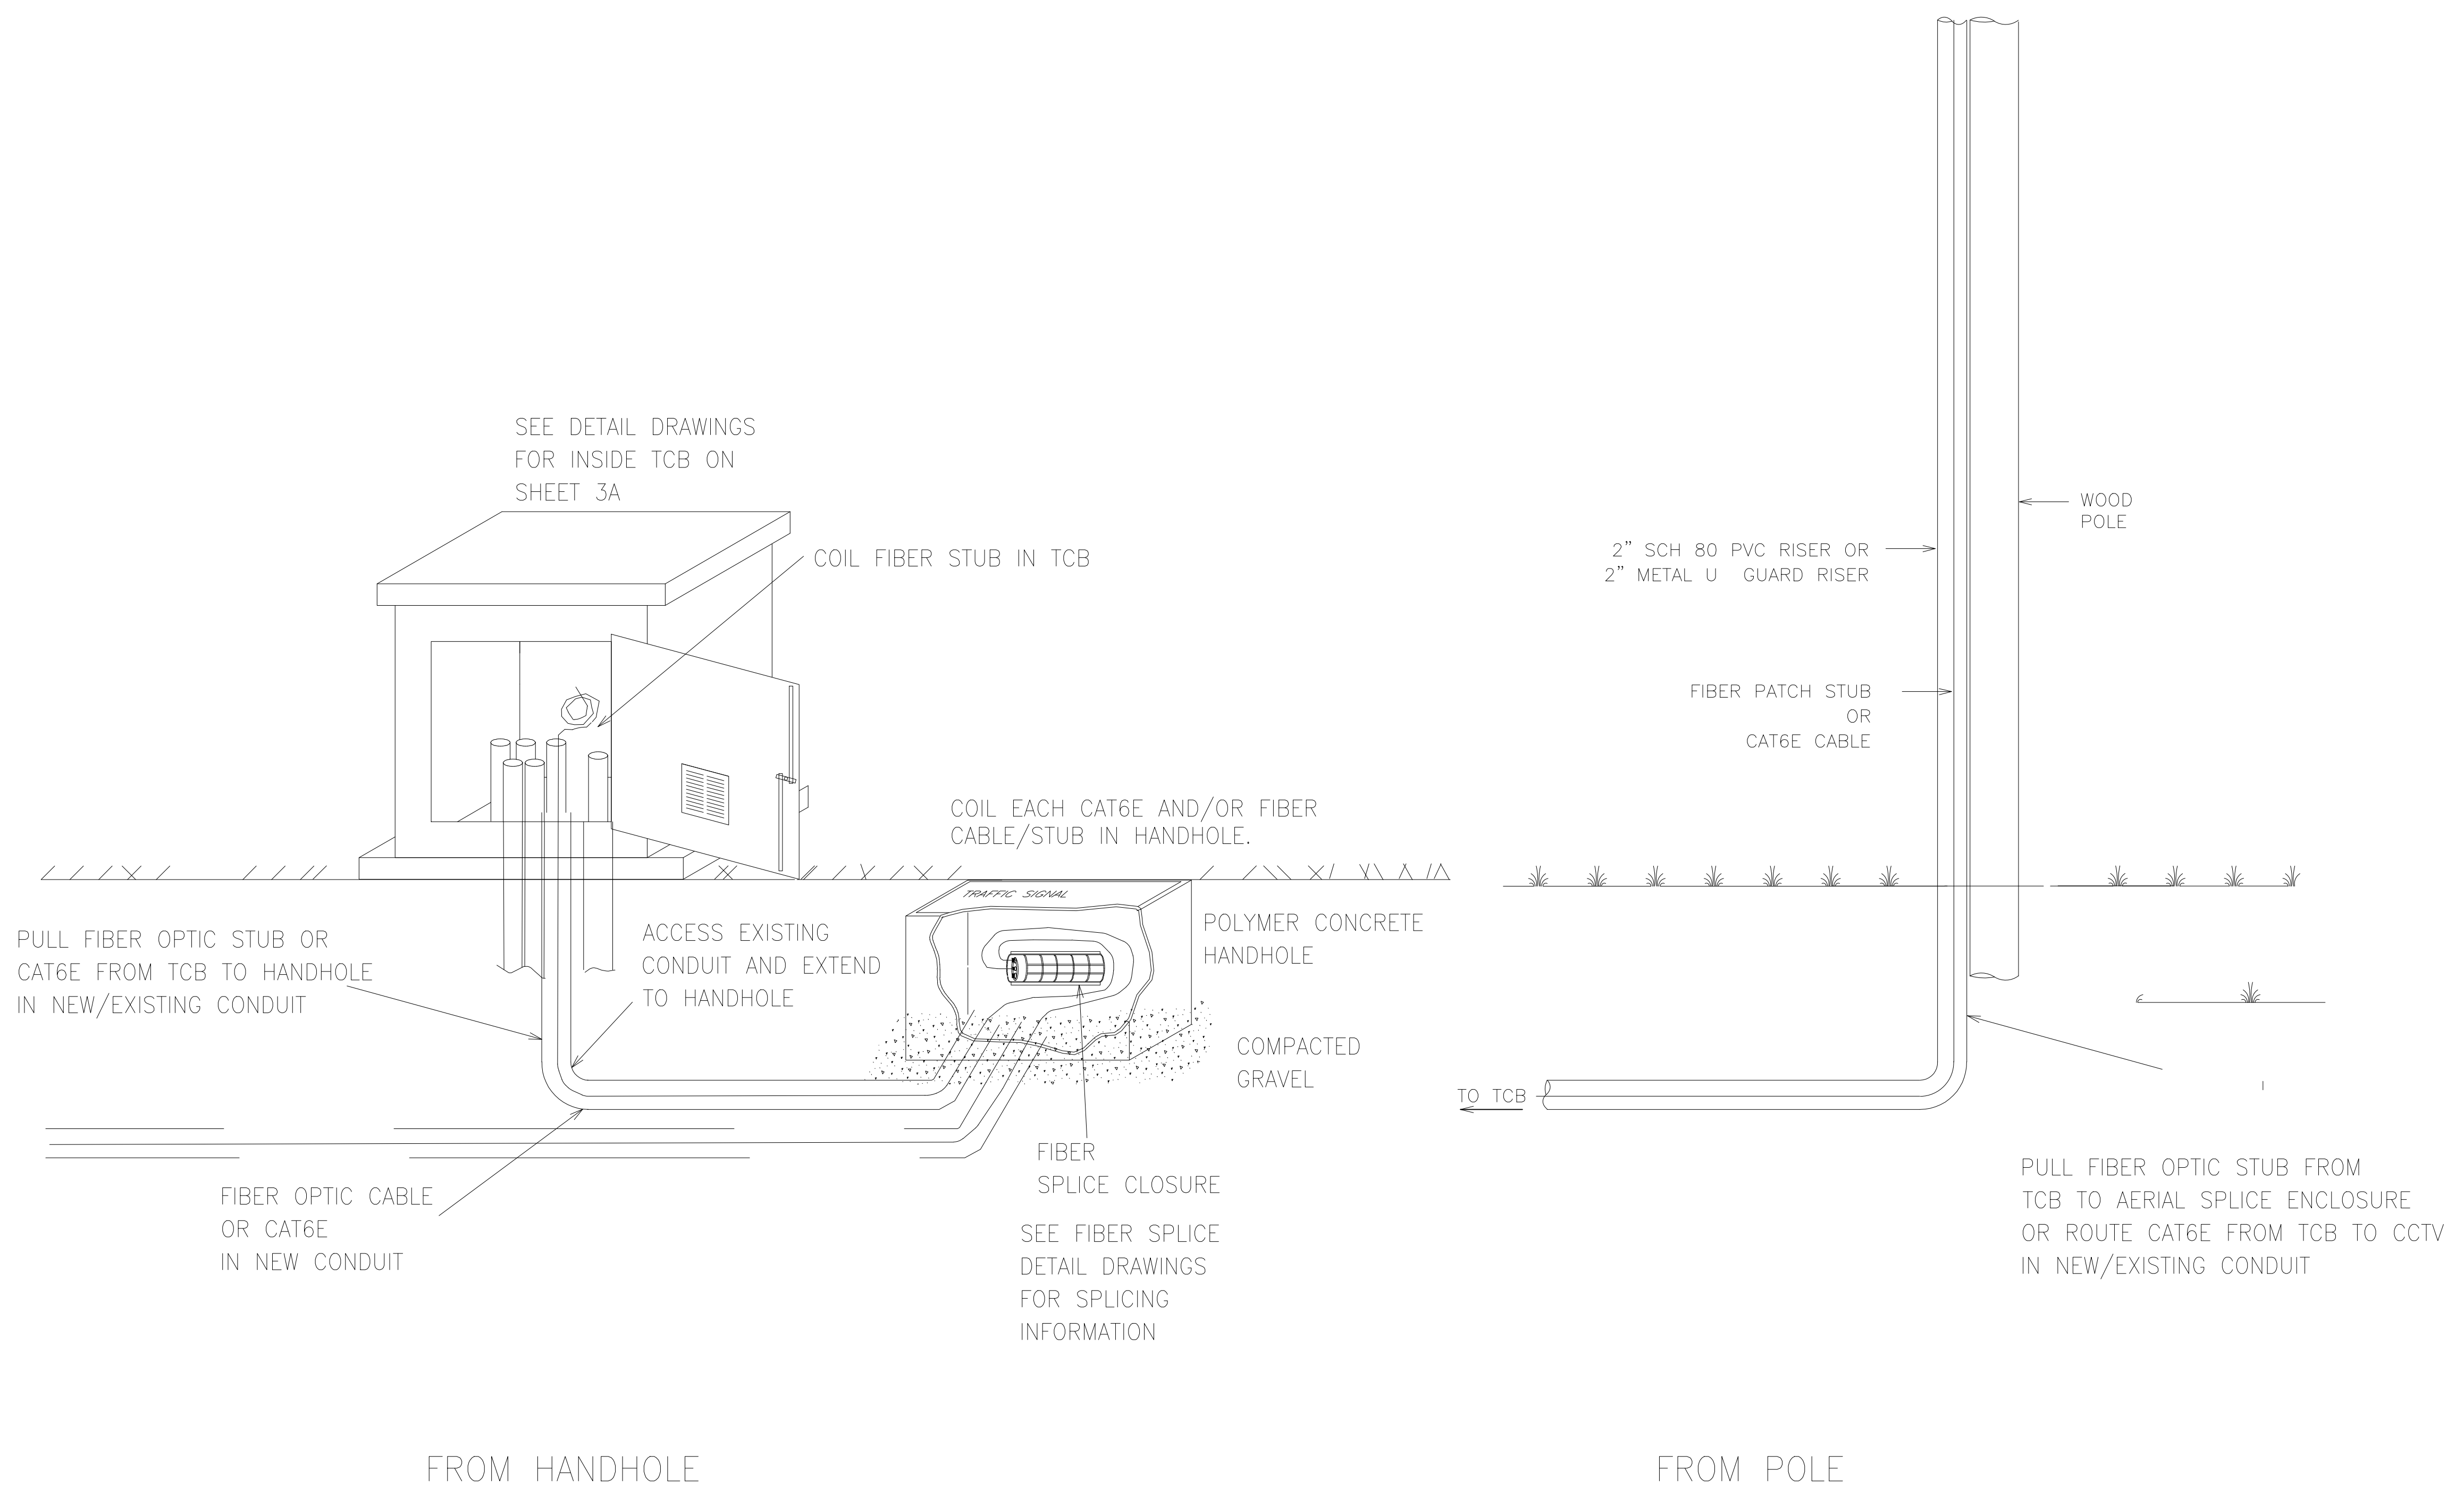 SEE DETAIL DRAWINGS
FOR INSIDE TCB ON
SHEET 3A
COIL FIBER STUB IN TCB
COIL EACH CAT6E AND/OR FIBER
CABLE/STUB IN HANDHOLE.
TRAFFIC SIGNAL
POLYMER CONCRETE
HANDHOLE
COMPACTED
GRAVEL
PULL FIBER OPTIC STUB OR
CAT6E FROM TCB TO HANDHOLE
IN NEW/EXISTING CONDUIT
ACCESS EXISTING
CONDUIT AND EXTEND
TO HANDHOLE
FIBER OPTIC CABLE
OR CAT6E
IN NEW CONDUIT
FIBER
SPLICE CLOSURE
SEE FIBER SPLICE
DETAIL DRAWINGS
FOR SPLICING
INFORMATION
FROM HANDHOLE
WOOD
POLE
2" SCH 80 PVC RISER OR
2" METAL U GUARD RISER
FIBER PATCH STUB
OR
CAT6E CABLE
TO TCB
PULL FIBER OPTIC STUB FROM
TCB TO AERIAL SPLICE ENCLOSURE
OR ROUTE CAT6E FROM TCB TO CCTV
IN NEW/EXISTING CONDUIT
FROM POLE